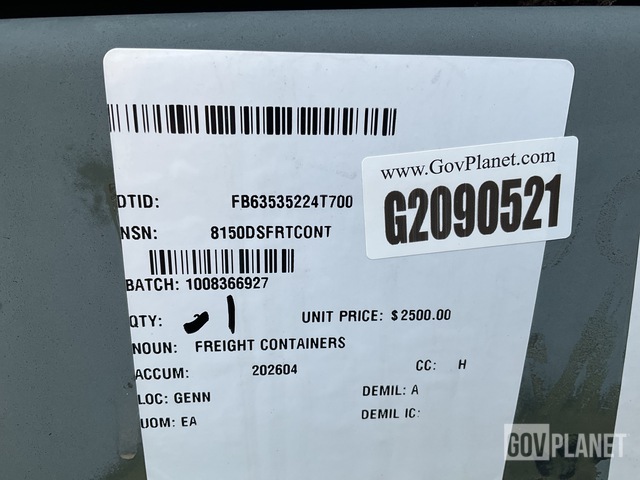 www.GovPlanet.com
G2090521
DTID: FB63535224T700
NSN: 8150DSFRTCONT
BATCH: 1008366927
QTY: 1 UNIT PRICE: $2500.00
NOUN: FREIGHT CONTAINERS
ACCUM: 202604 CC: H
LOC: GENN DEMIL: A
UOM: EA DEMIL IC:
GOVPLANET